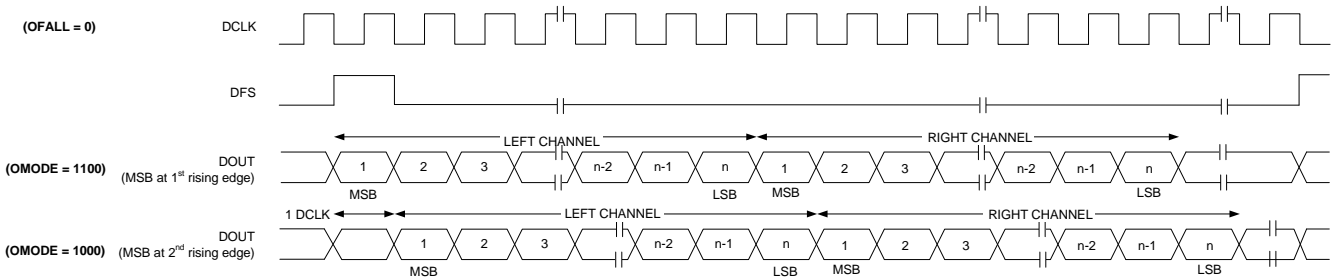 (OFALL = 0) DCLK
DFS
LEFT CHANNEL RIGHT CHANNEL
(OMODE = 1100) DOUT
(MSB at 1st rising edge)
1 2 3 n-2 n-1 n 1 2 3 n-2 n-1 n
MSB LSB MSB LSB
1 DCLK LEFT CHANNEL RIGHT CHANNEL
(OMODE = 1000) DOUT
(MSB at 2nd rising edge)
1 2 3 n-2 n-1 n 1 2 3 n-2 n-1 n
MSB LSB MSB LSB